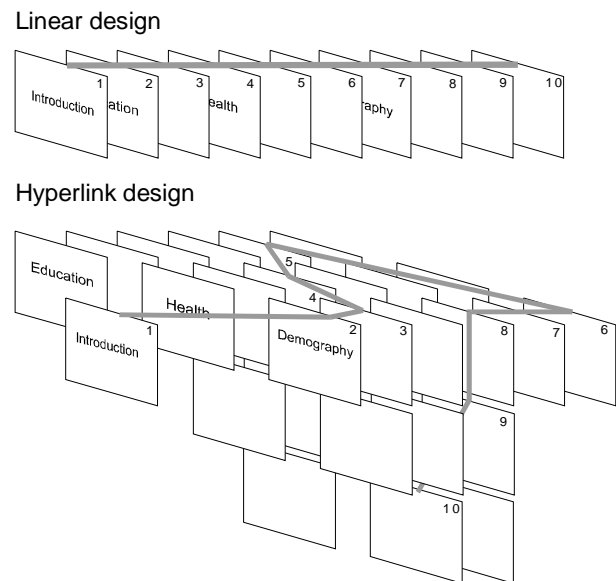 Linear design
1 2 3 4 5 6 7 8 9 10
Introduction ation ealth graphy
Hyperlink design
Education
5
Health
4
Introduction
1
Demography
2 3 8 7 6
9
10